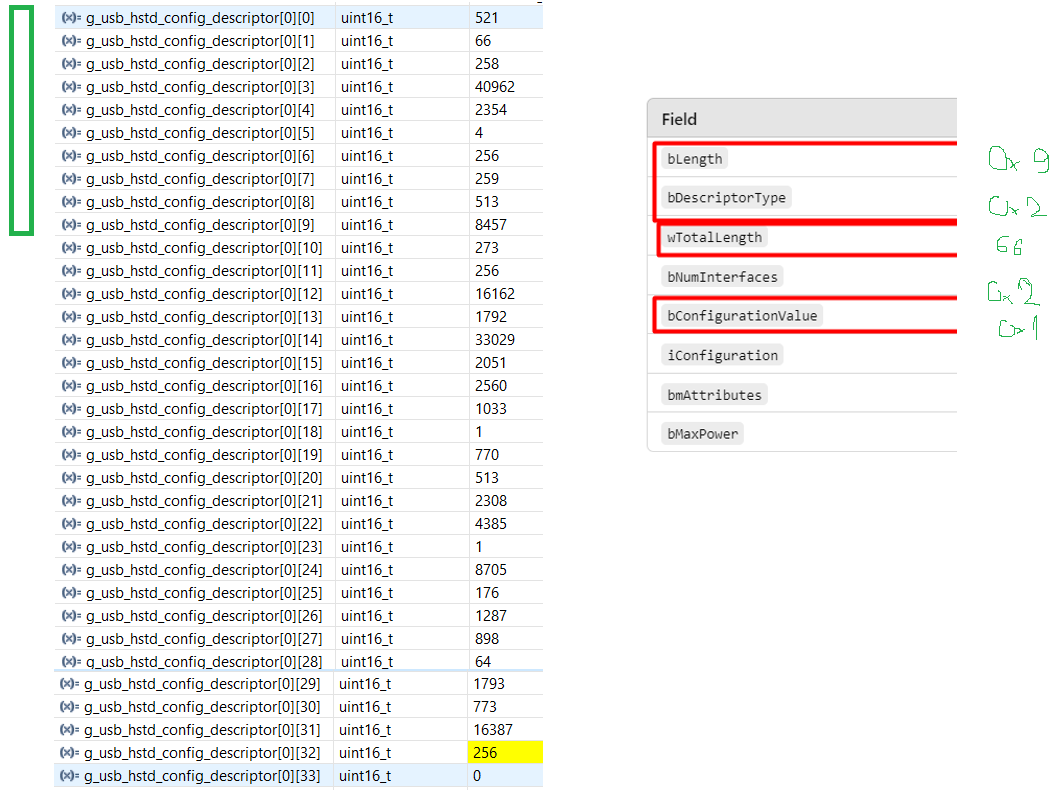 (x)= g_usb_hstd_config_descriptor[0][0] uint16_t 521
(x)= g_usb_hstd_config_descriptor[0][1] uint16_t 66
(x)= g_usb_hstd_config_descriptor[0][2] uint16_t 258
(x)= g_usb_hstd_config_descriptor[0][3] uint16_t 40962
(x)= g_usb_hstd_config_descriptor[0][4] uint16_t 2354
(x)= g_usb_hstd_config_descriptor[0][5] uint16_t 4
(x)= g_usb_hstd_config_descriptor[0][6] uint16_t 256
(x)= g_usb_hstd_config_descriptor[0][7] uint16_t 259
(x)= g_usb_hstd_config_descriptor[0][8] uint16_t 513
(x)= g_usb_hstd_config_descriptor[0][9] uint16_t 8457
(x)= g_usb_hstd_config_descriptor[0][10] uint16_t 273
(x)= g_usb_hstd_config_descriptor[0][11] uint16_t 256
(x)= g_usb_hstd_config_descriptor[0][12] uint16_t 16162
(x)= g_usb_hstd_config_descriptor[0][13] uint16_t 1792
(x)= g_usb_hstd_config_descriptor[0][14] uint16_t 33029
(x)= g_usb_hstd_config_descriptor[0][15] uint16_t 2051
(x)= g_usb_hstd_config_descriptor[0][16] uint16_t 2560
(x)= g_usb_hstd_config_descriptor[0][17] uint16_t 1033
(x)= g_usb_hstd_config_descriptor[0][18] uint16_t 1
(x)= g_usb_hstd_config_descriptor[0][19] uint16_t 770
(x)= g_usb_hstd_config_descriptor[0][20] uint16_t 513
(x)= g_usb_hstd_config_descriptor[0][21] uint16_t 2308
(x)= g_usb_hstd_config_descriptor[0][22] uint16_t 4385
(x)= g_usb_hstd_config_descriptor[0][23] uint16_t 1
(x)= g_usb_hstd_config_descriptor[0][24] uint16_t 8705
(x)= g_usb_hstd_config_descriptor[0][25] uint16_t 176
(x)= g_usb_hstd_config_descriptor[0][26] uint16_t 1287
(x)= g_usb_hstd_config_descriptor[0][27] uint16_t 898
(x)= g_usb_hstd_config_descriptor[0][28] uint16_t 64
(x)= g_usb_hstd_config_descriptor[0][29] uint16_t 1793
(x)= g_usb_hstd_config_descriptor[0][30] uint16_t 773
(x)= g_usb_hstd_config_descriptor[0][31] uint16_t 16387
(x)= g_usb_hstd_config_descriptor[0][32] uint16_t 256
(x)= g_usb_hstd_config_descriptor[0][33] uint16_t 0
Field
bLength 0x 9
bDescriptorType 0x2
wTotalLength 66
bNumInterfaces 0x2
bConfigurationValue 0x1
iConfiguration
bmAttributes
bMaxPower